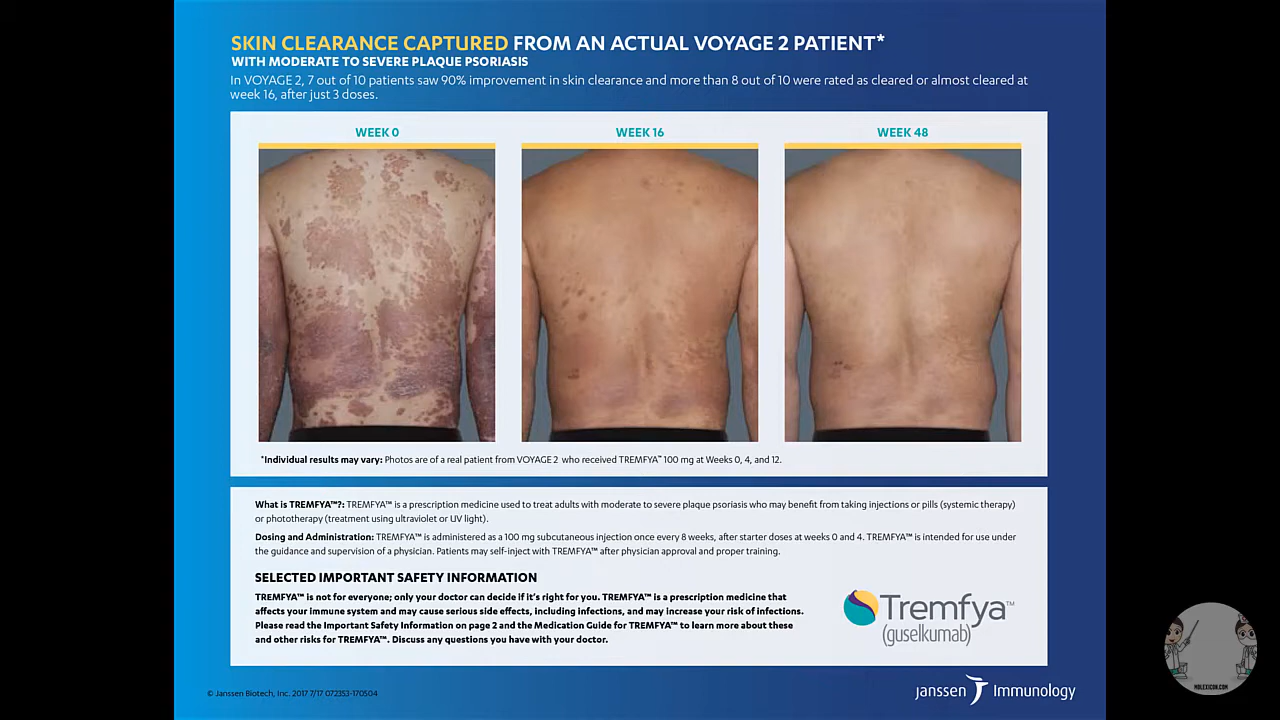 SKIN CLEARANCE CAPTURED FROM AN ACTUAL VOYAGE 2 PATIENT*
WITH MODERATE TO SEVERE PLAQUE PSORIASIS
In VOYAGE 2, 7 out of 10 patients saw 90% improvement in skin clearance and more than 8 out of 10 were rated as cleared or almost cleared at
week 16, after just 3 doses.
WEEK 0 WEEK 16 WEEK 48
*Individual results may vary: Photos are of a real patient from VOYAGE 2 who received TREMFYA™ 100 mg at Weeks 0, 4, and 12.
What is TREMFYA™?: TREMFYA™ is a prescription medicine used to treat adults with moderate to severe plaque psoriasis who may benefit from taking injections or pills (systemic therapy)
or phototherapy (treatment using ultraviolet or UV light).
Dosing and Administration: TREMFYA™ is administered as a 100 mg subcutaneous injection once every 8 weeks, after starter doses at weeks 0 and 4. TREMFYA™ is intended for use under
the guidance and supervision of a physician. Patients may self-inject with TREMFYA™ after physician approval and proper training.
SELECTED IMPORTANT SAFETY INFORMATION
TREMFYA™ is not for everyone; only your doctor can decide if it's right for you. TREMFYA™ is a prescription medicine that
affects your immune system and may cause serious side effects, including infections, and may increase your risk of infections.
Please read the Important Safety Information on page 2 and the Medication Guide for TREMFYA™ to learn more about these
and other risks for TREMFYA™. Discuss any questions you have with your doctor.
Tremfya™
(guselkumab)
© Janssen Biotech, Inc. 2017 7/17 072353-170504
janssen Immunology
MDLEXICON.COM